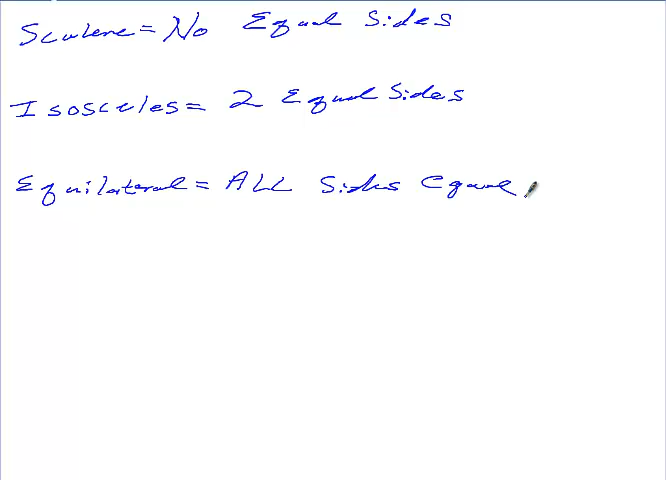 Scalene = No Equal Sides
Isosceles = 2 Equal Sides
Equilateral = ALL Sides Equal,